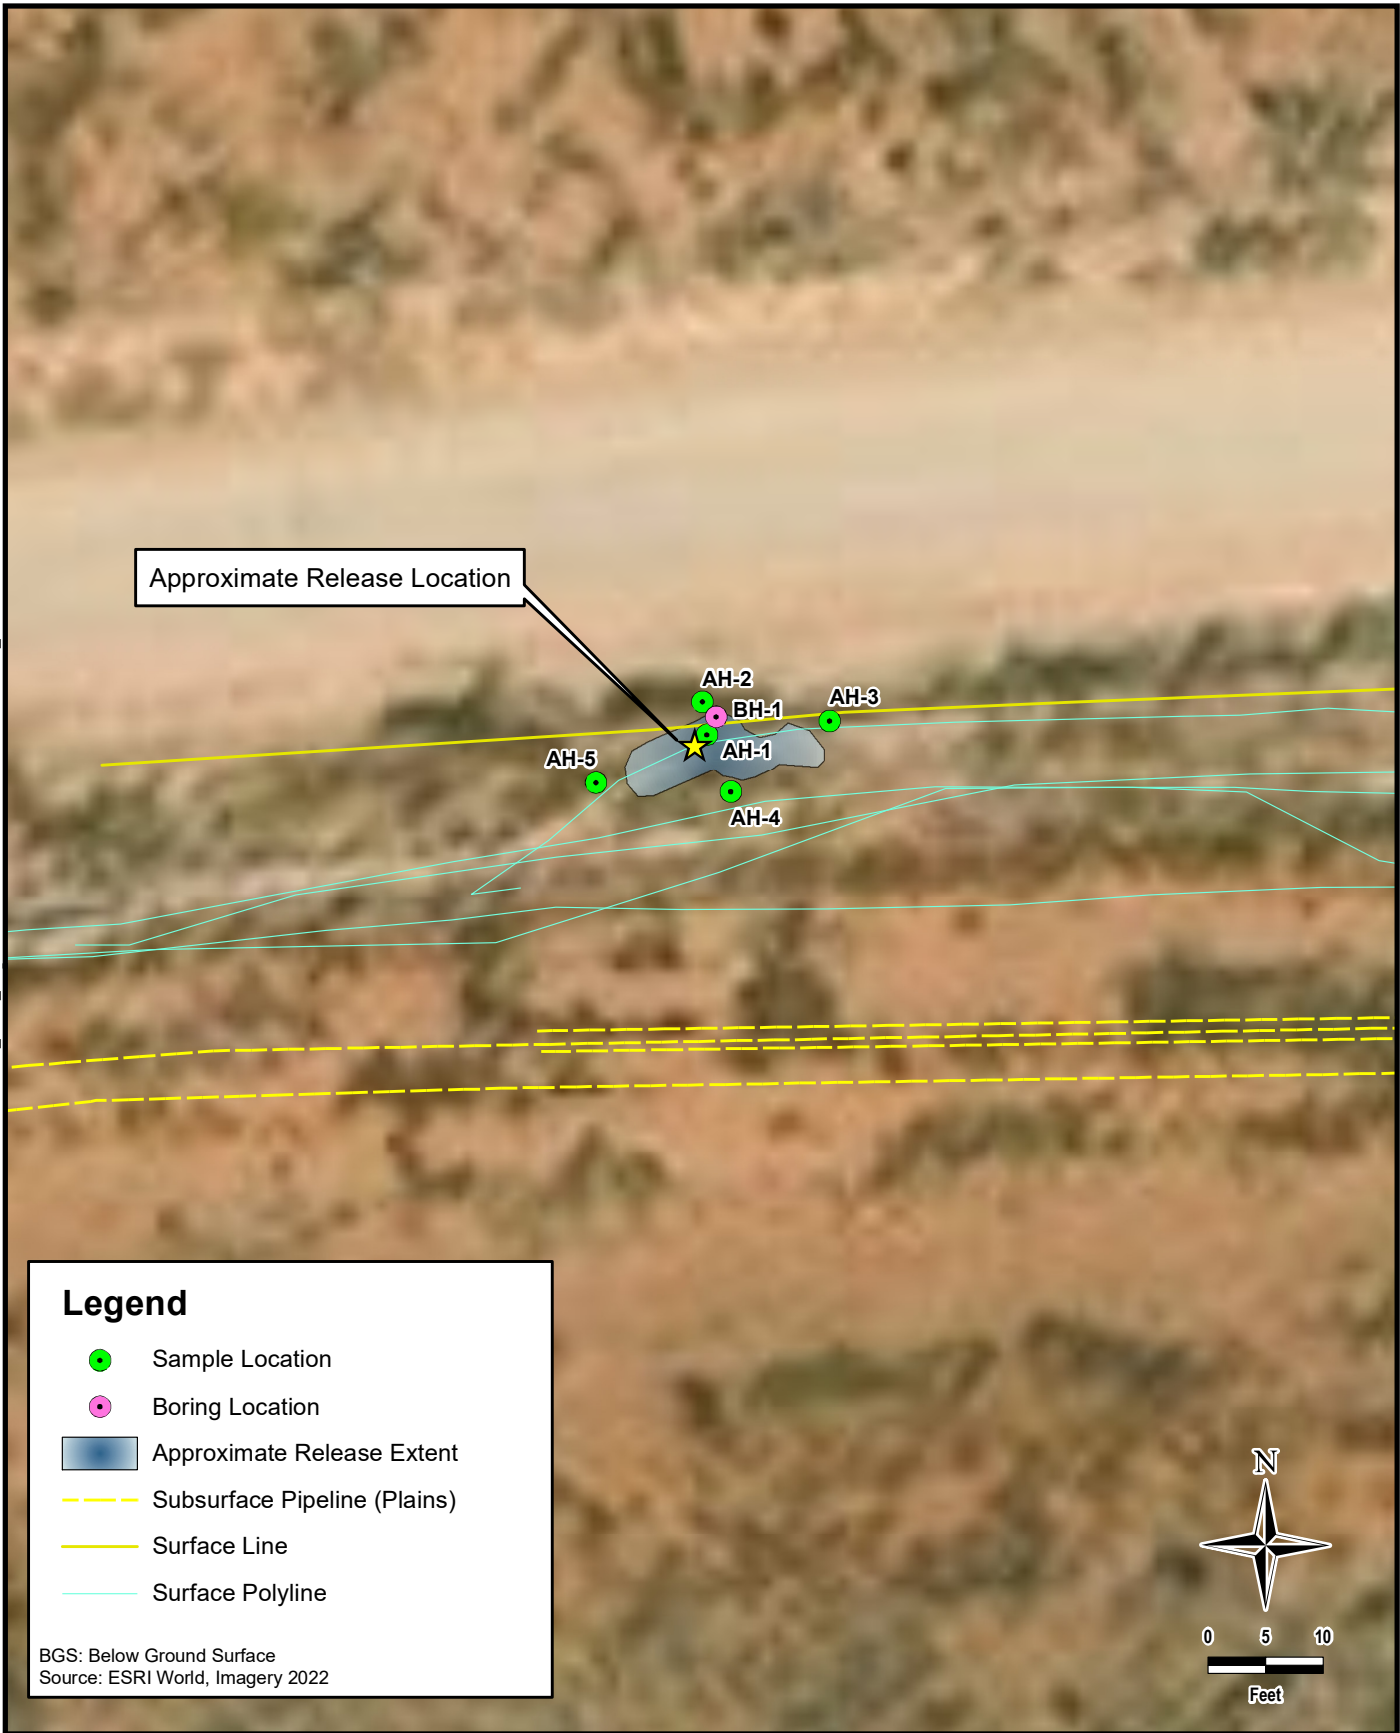 Approximate Release Location
AH-2
BH-1
AH-3
AH-1
AH-5
AH-4
Legend
Sample Location
Boring Location
Approximate Release Extent
Subsurface Pipeline (Plains)
Surface Line
Surface Polyline
BGS: Below Ground Surface
Source: ESRI World, Imagery 2022
N
0 5 10
Feet